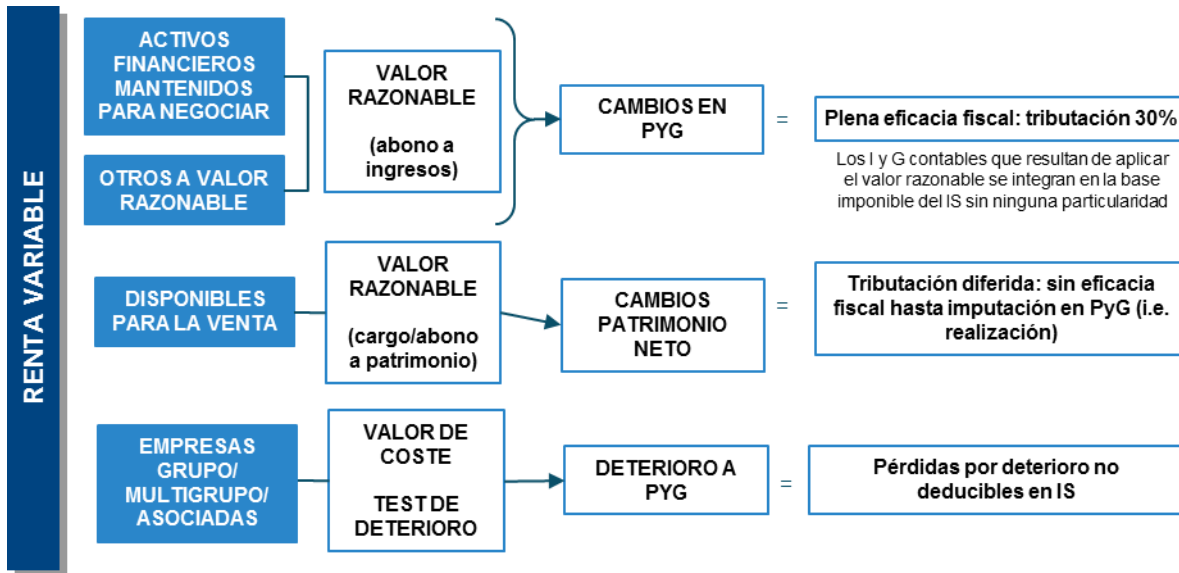 RENTA VARIABLE
ACTIVOS
FINANCIEROS
MANTENIDOS
PARA NEGOCIAR
OTROS A VALOR
RAZONABLE
VALOR
RAZONABLE
(abono a
ingresos)
CAMBIOS EN
PYG
=
Plena eficacia fiscal: tributación 30%
Los I y G contables que resultan de aplicar
el valor razonable se integran en la base
imponible del IS sin ninguna particularidad
DISPONIBLES
PARA LA VENTA
VALOR
RAZONABLE
(cargo/abono
a patrimonio)
CAMBIOS
PATRIMONIO
NETO
=
Tributación diferida: sin eficacia
fiscal hasta imputación en PyG (i.e.
realización)
EMPRESAS
GRUPO/
MULTIGRUPO/
ASOCIADAS
VALOR DE
COSTE
TEST DE
DETERIORO
DETERIORO A
PYG
=
Pérdidas por deterioro no
deducibles en IS